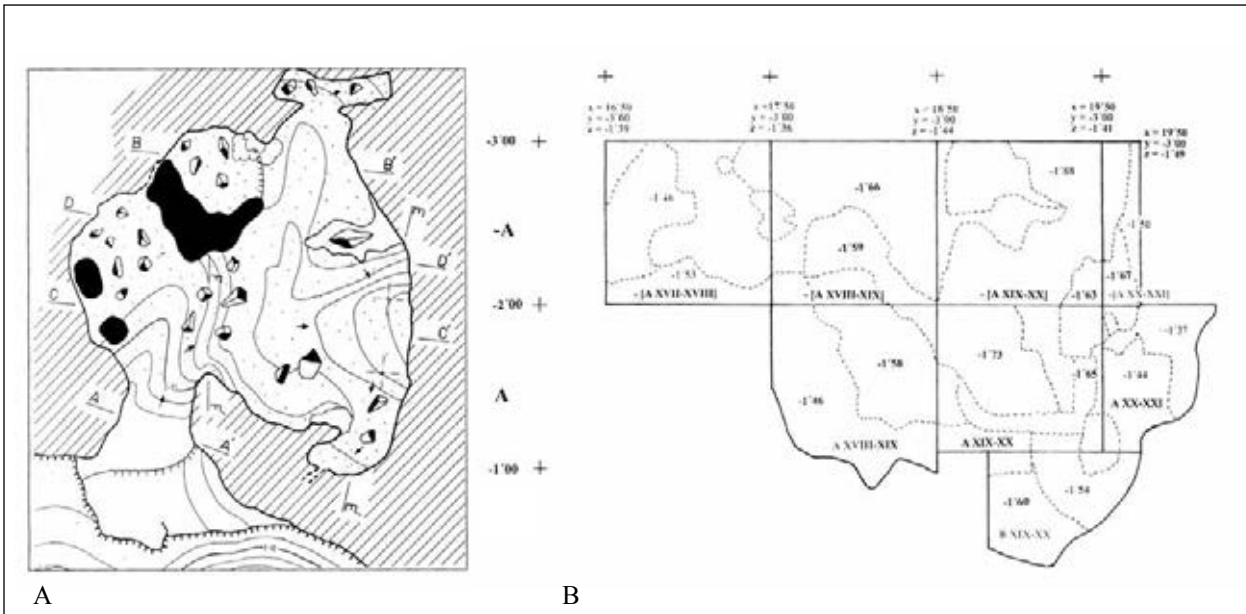 B
B'
D
E
D'
C
C'
A
A'
E'
A
-3'00
-A
-2'00
A
-1'00
x = 16'50
y = -3'00
z = -1'39
x =17'50
y = -3'00
z = -1'36
x = 18'50
y = -3'00
z = -1'44
x = 19'50
y = -3'00
z = -1'41
x = 19'50
y = -3'00
z = -1'49
-1'66
-1'59
-1'53
-1'50
-1'67
-1'63
- [A XVII-XVIII]
- [A XVIII-XIX]
- [A XIX-XX]
-[A XX-XXI]
-1'37
-1'58
-1'73
-1'65
-1'44
-1'46
A XX-XXI
A XVIII-XIX
A XIX-XX
-1'54
-1'60
B XIX-XX
B